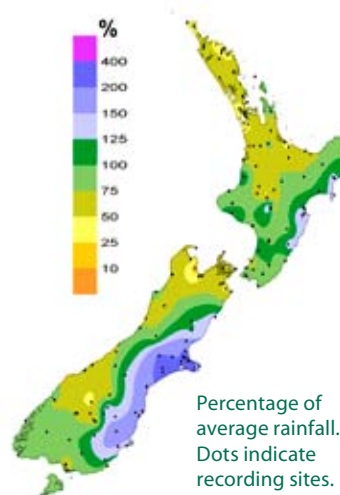 %
400
200
150
125
100
75
50
25
10
Percentage of
average rainfall.
Dots indicate
recording sites.